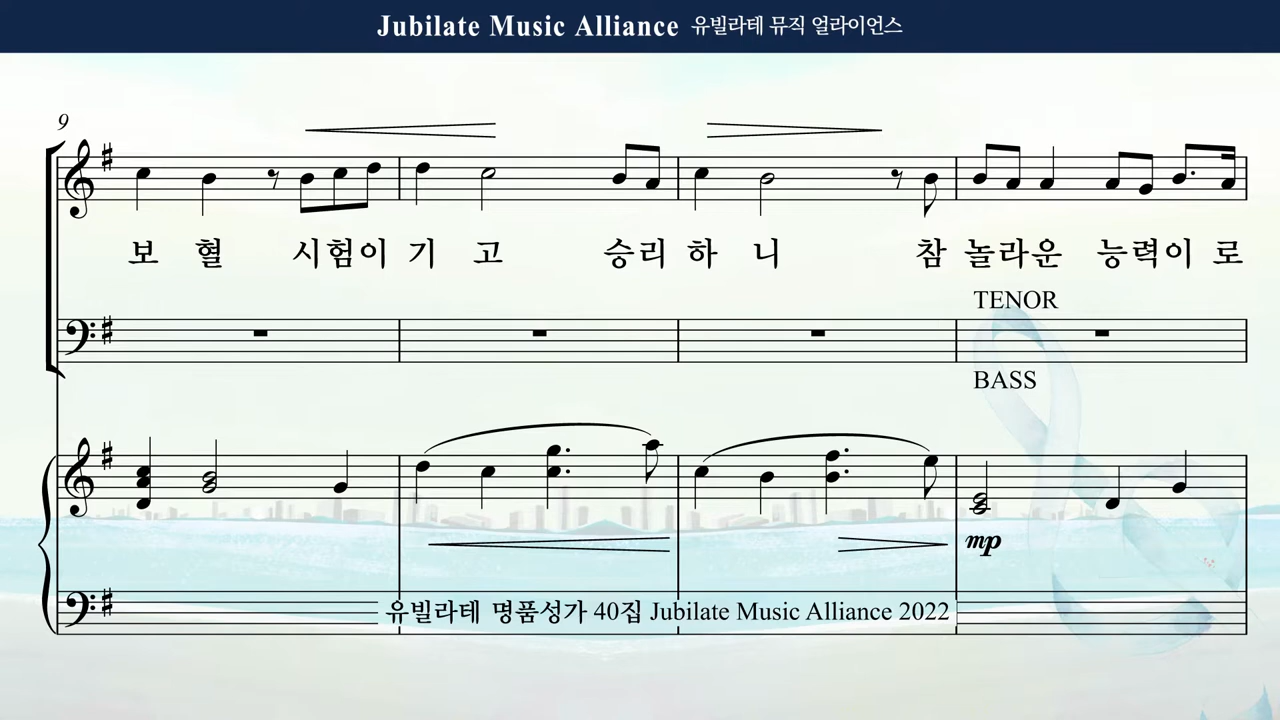 Jubilate Music Alliance 유빌라테 뮤직 얼라이언스
9
보 혈 시험이 기 고 승리 하 니 참 놀라운 능력이 로
TENOR
BASS
mp
유빌라테 명품성가 40집 Jubilate Music Alliance 2022